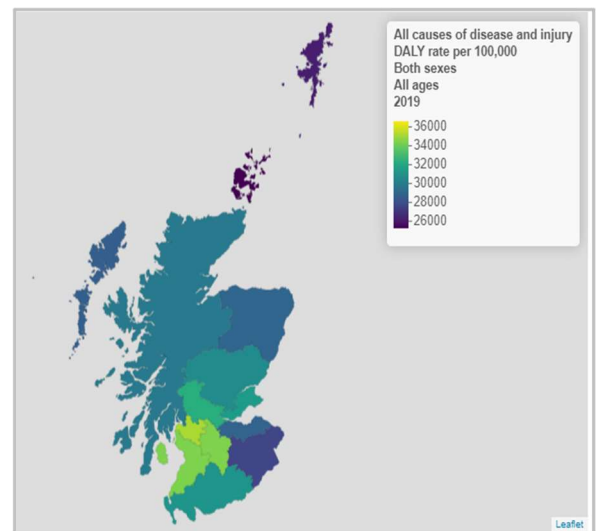 All causes of disease and injury
DALY rate per 100,000
Both sexes
All ages
2019
36000
34000
32000
30000
28000
26000
Leaflet